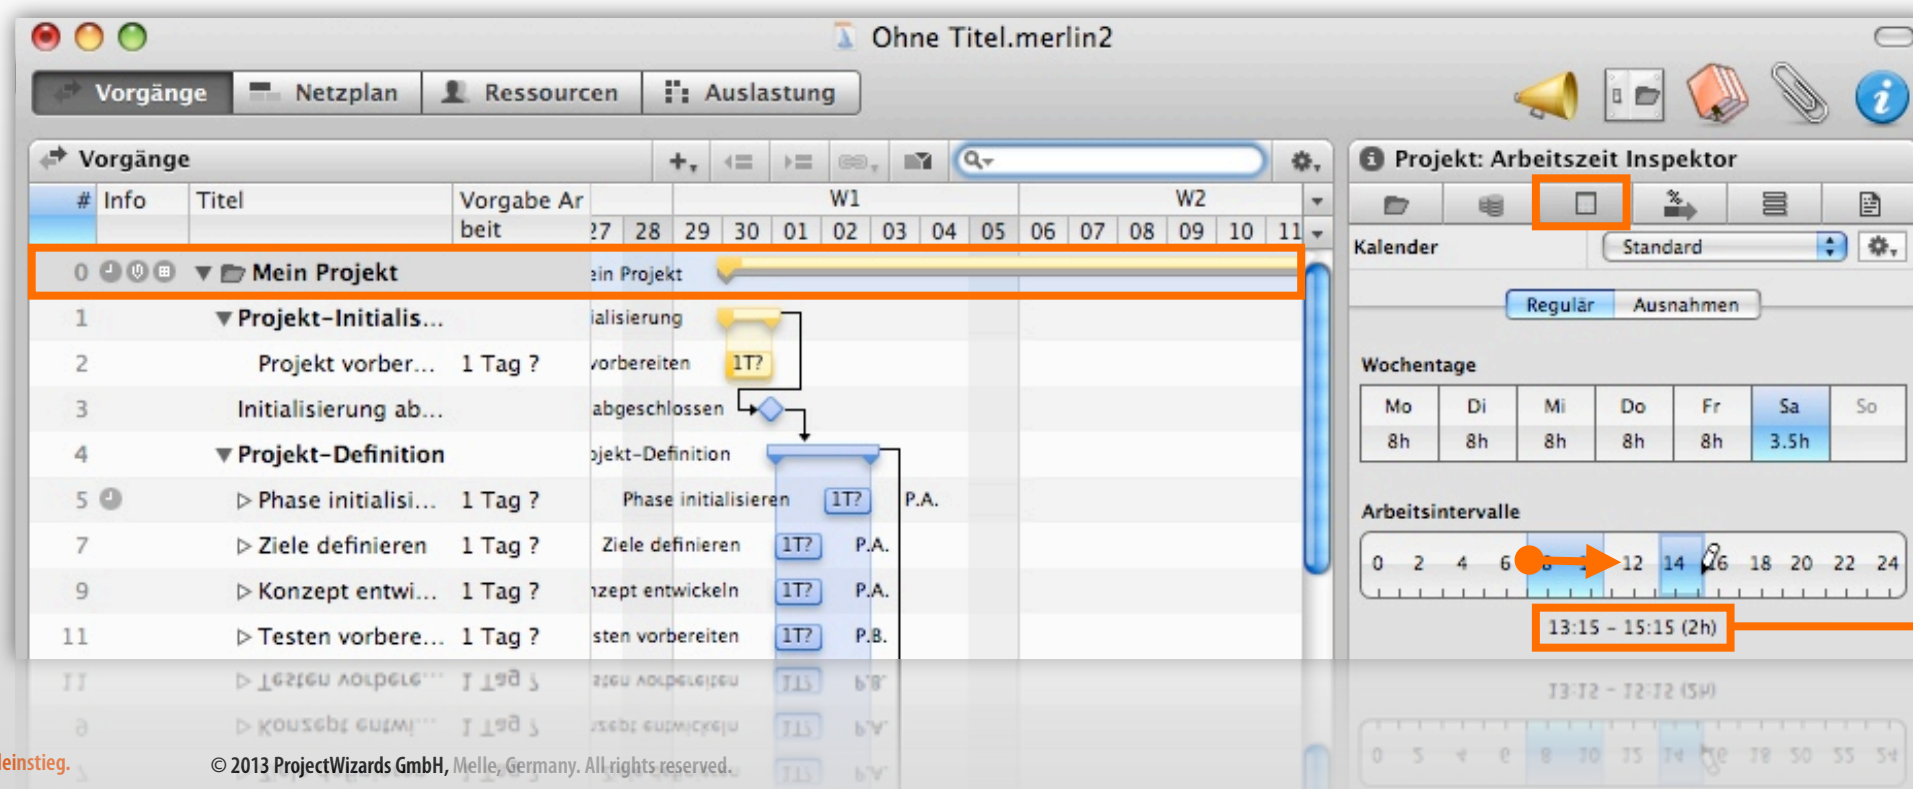 Ohne Titel.merlin2
Vorgänge Netzplan Ressourcen Auslastung
Vorgänge
# Info Titel Vorgabe Ar
beit
W1 W2
27 28 29 30 01 02 03 04 05 06 07 08 09 10 11
0 Mein Projekt ein Projekt
1 Projekt-Initialis... ialisierung
2 Projekt vorber... 1 Tag ? vorbereiten 1T?
3 Initialisierung ab... abgeschlossen
4 Projekt-Definition ojekt-Definition
5 Phase initialisi... 1 Tag ? Phase initialisieren 1T? P.A.
7 Ziele definieren 1 Tag ? Ziele definieren 1T? P.A.
9 Konzept entwi... 1 Tag ? nzept entwickeln 1T? P.A.
11 Testen vorbere... 1 Tag ? sten vorbereiten 1T? P.B.
Projekt: Arbeitszeit Inspektor
Kalender Standard
Regulär Ausnahmen
Wochentage
Mo Di Mi Do Fr Sa So
8h 8h 8h 8h 8h 3.5h
Arbeitsintervalle
0 2 4 6 8 12 14 16 18 20 22 24
13:15 – 15:15 (2h)
leinstieg.
© 2013 ProjectWizards GmbH, Melle, Germany. All rights reserved.